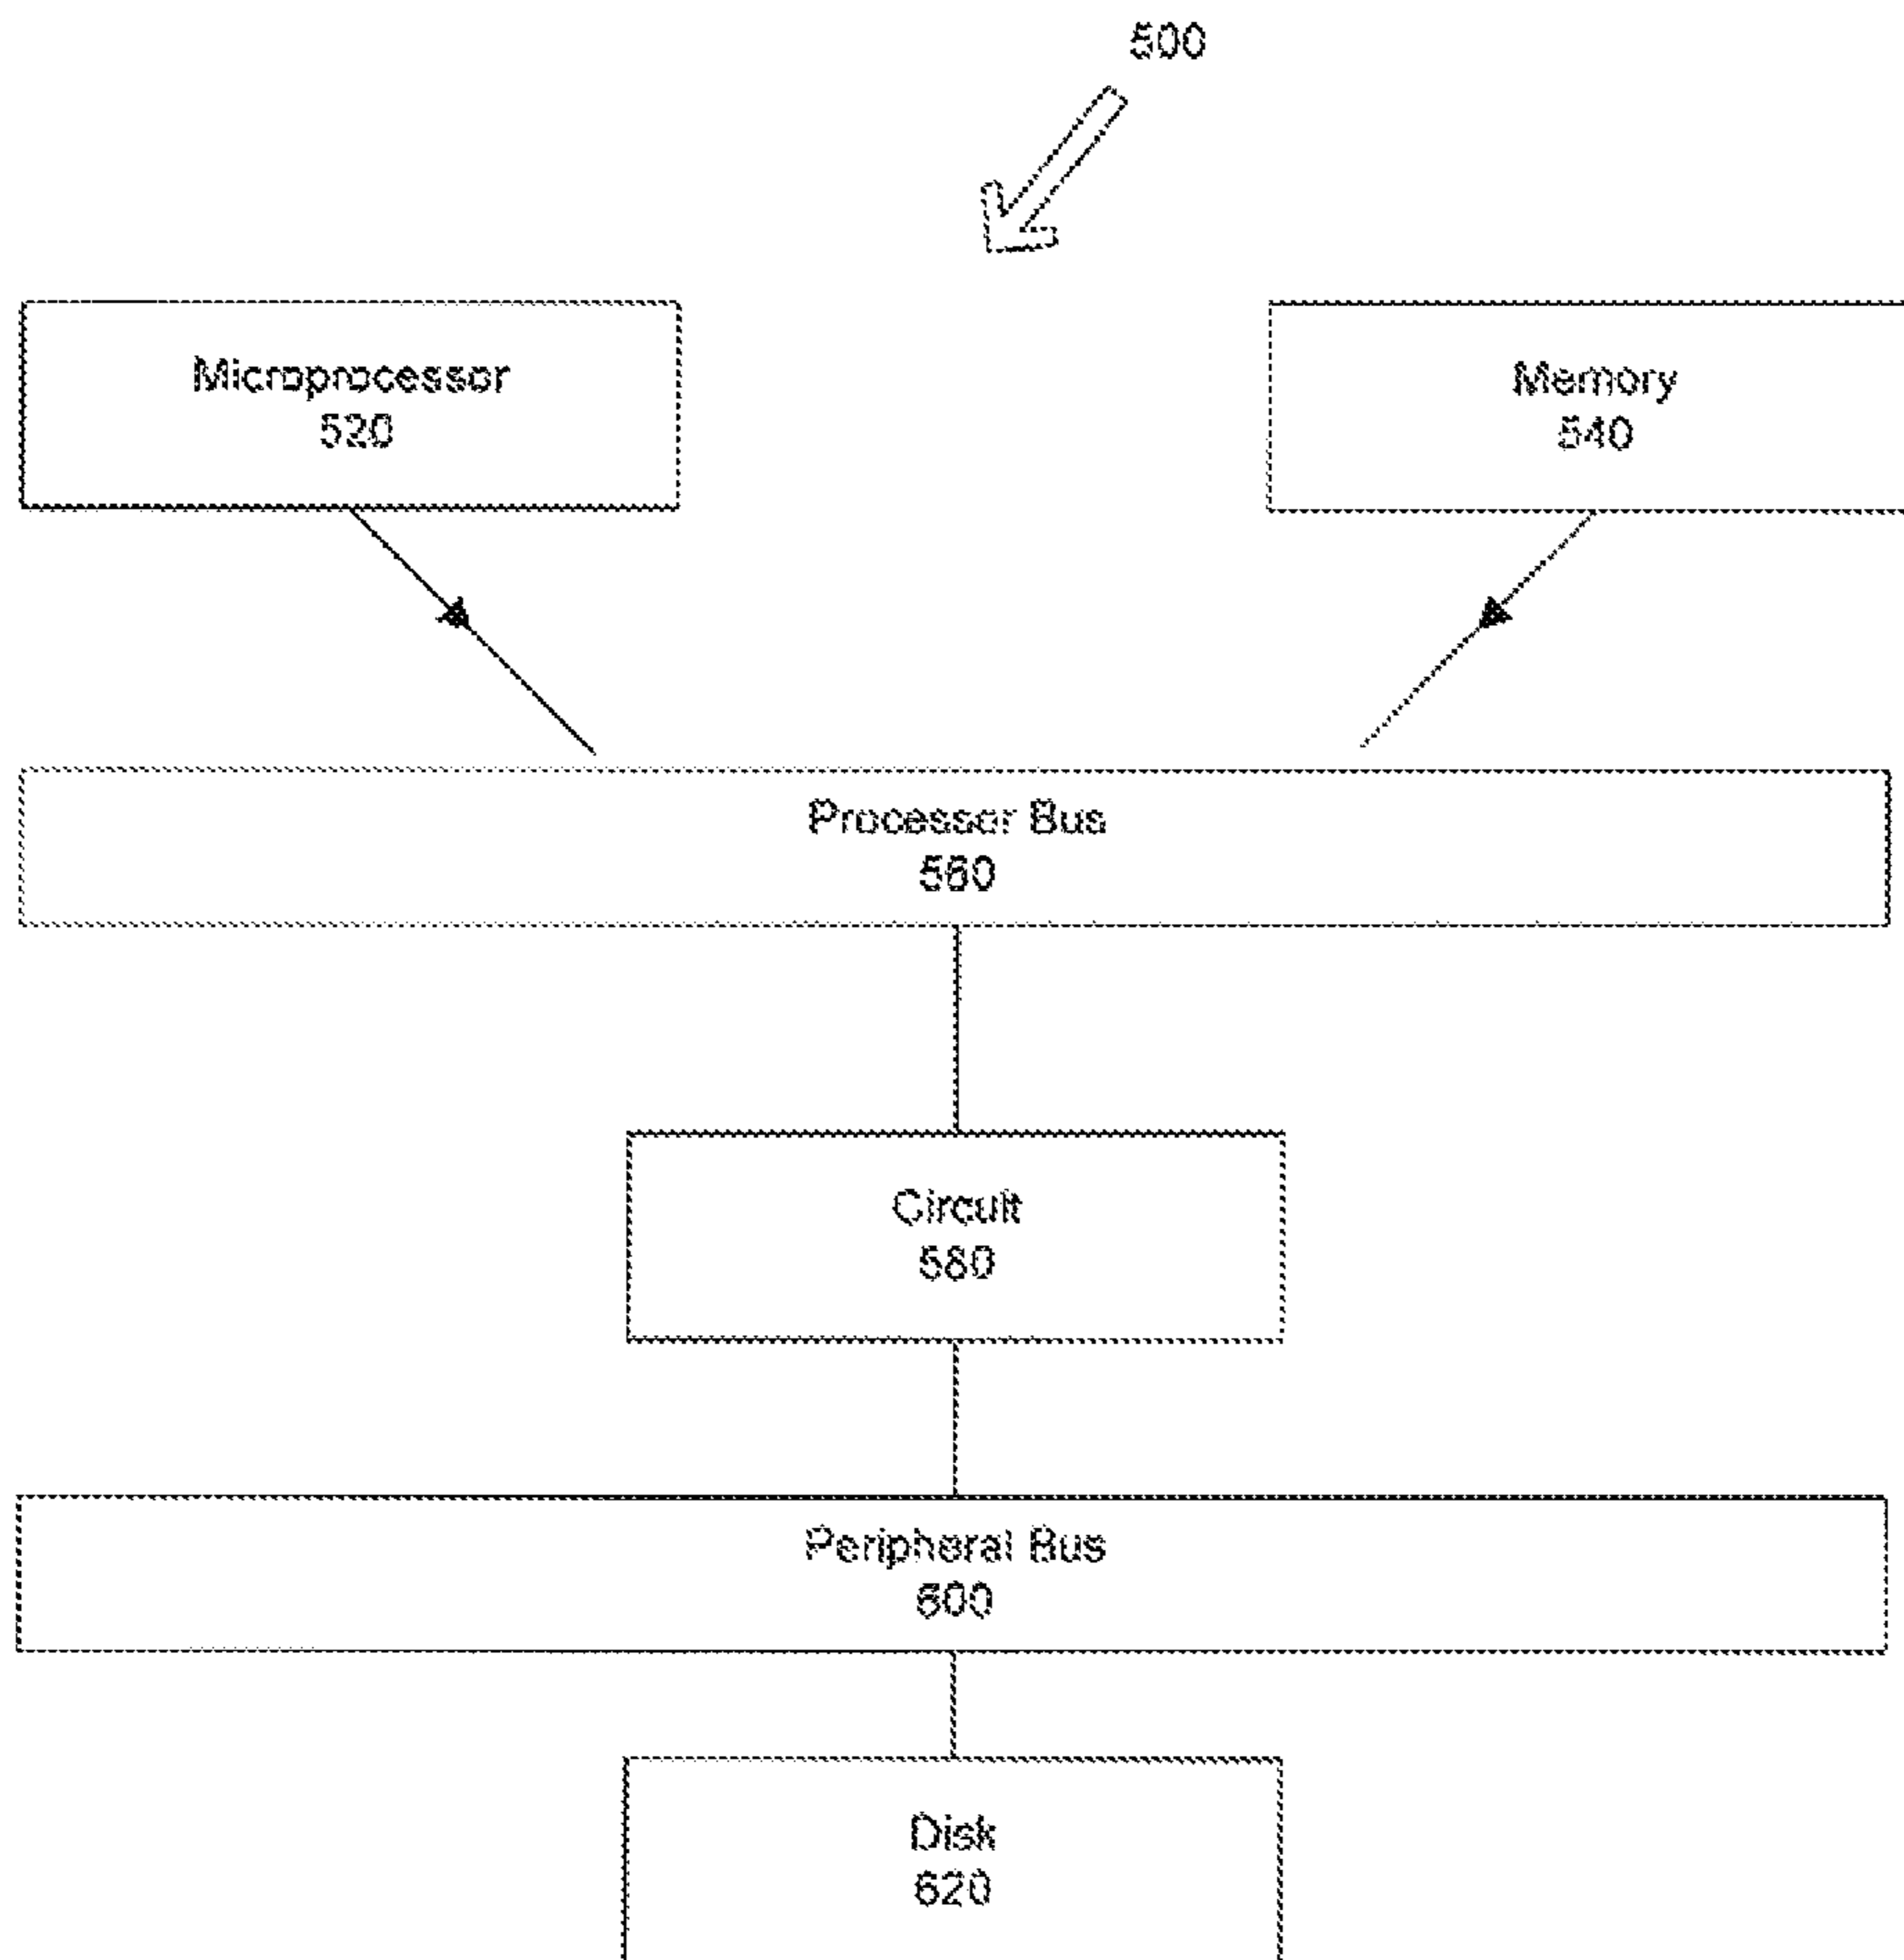 500
Microprocessor
520
Memory
540
Processor Bus
560
Circuit
580
Peripheral Bus
600
Disk
620